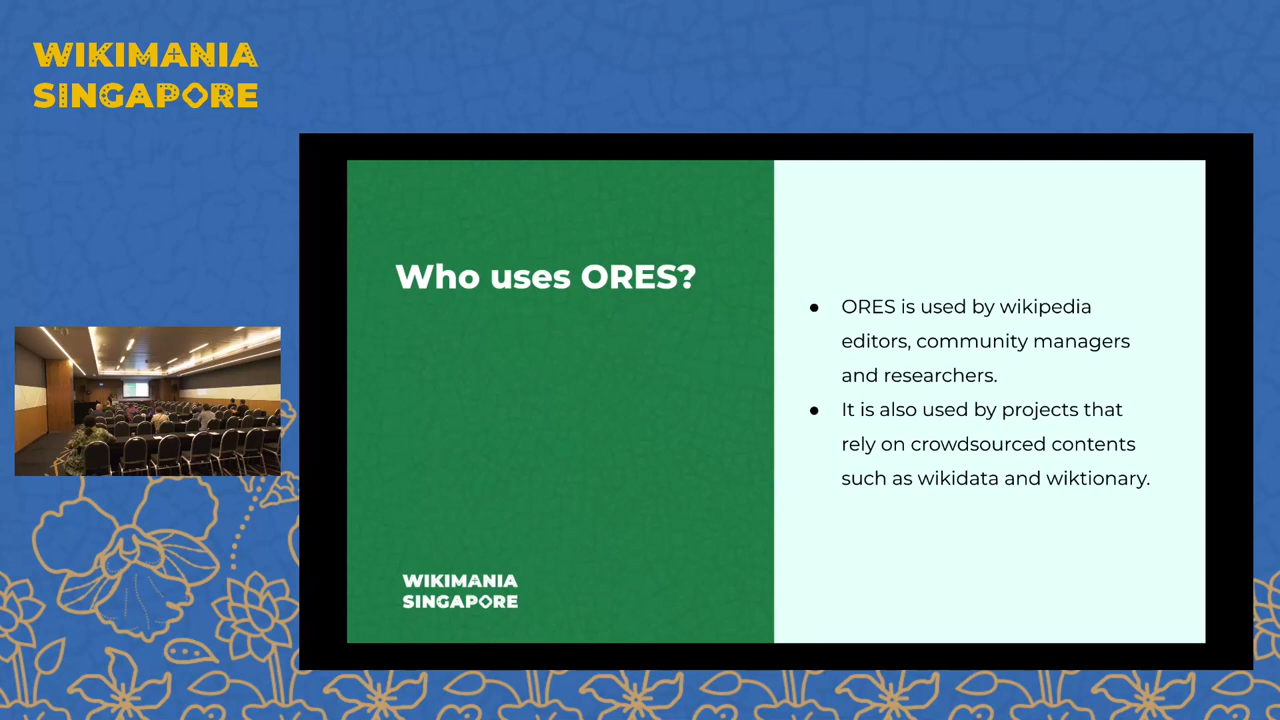 WIKIMANIA
SINGAPORE
Who uses ORES?
● ORES is used by wikipedia
editors, community managers
and researchers.
● It is also used by projects that
rely on crowdsourced contents
such as wikidata and wiktionary.
WIKIMANIA
SINGAPORE